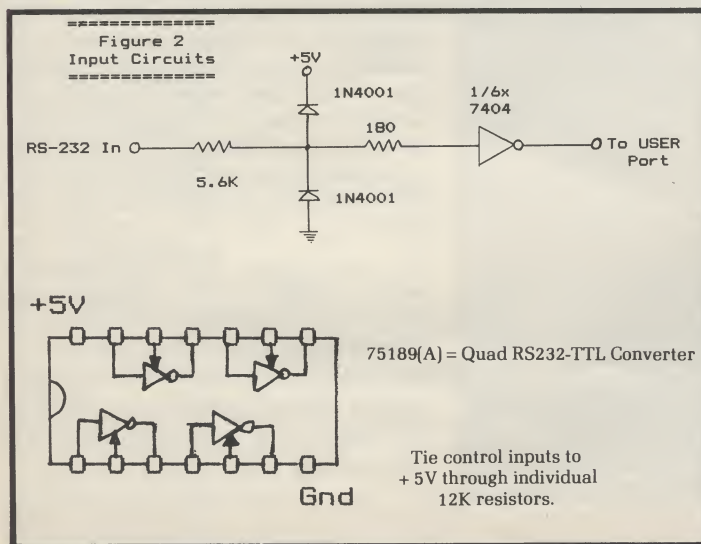 ==============
Figure 2
Input Circuits
==============
+5V
1N4001
1/6x
7404
180
RS-232 In
To USER
Port
5.6K
1N4001
+5V
75189(A) = Quad RS232-TTL Converter
Tie control inputs to
+ 5V through individual
12K resistors.
Gnd